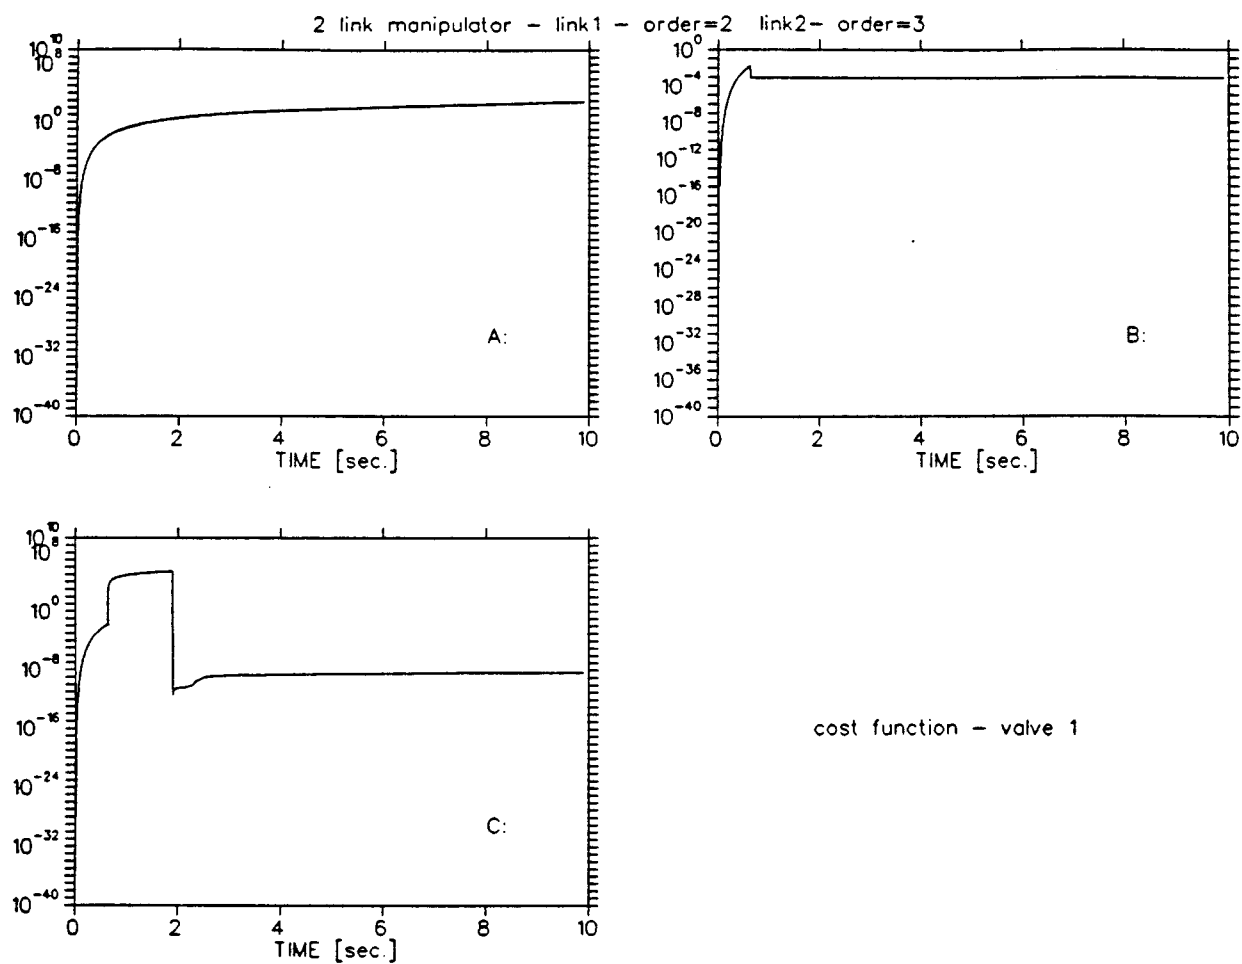 2 link manipulator – link1 – order=2 link2– order=3
10^10
10^8
10^0
10^-8
10^-16
10^-24
10^-32
10^-40
A:
0 2 4 6 8 10
TIME [sec.]
10^0
10^-4
10^-8
10^-12
10^-16
10^-20
10^-24
10^-28
10^-32
10^-36
10^-40
B:
0 2 4 6 8 10
TIME [sec.]
10^10
10^8
10^0
10^-8
10^-16
10^-24
10^-32
10^-40
C:
0 2 4 6 8 10
TIME [sec.]
cost function – valve 1